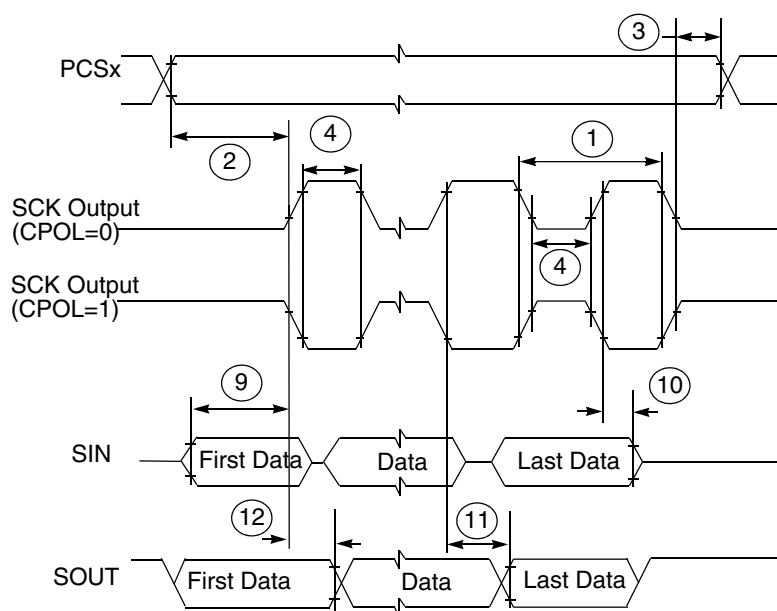 3
PCSx
2
4
1
SCK Output
(CPOL=0)
4
SCK Output
(CPOL=1)
9
10
SIN
First Data
Data
Last Data
12
11
SOUT
First Data
Data
Last Data